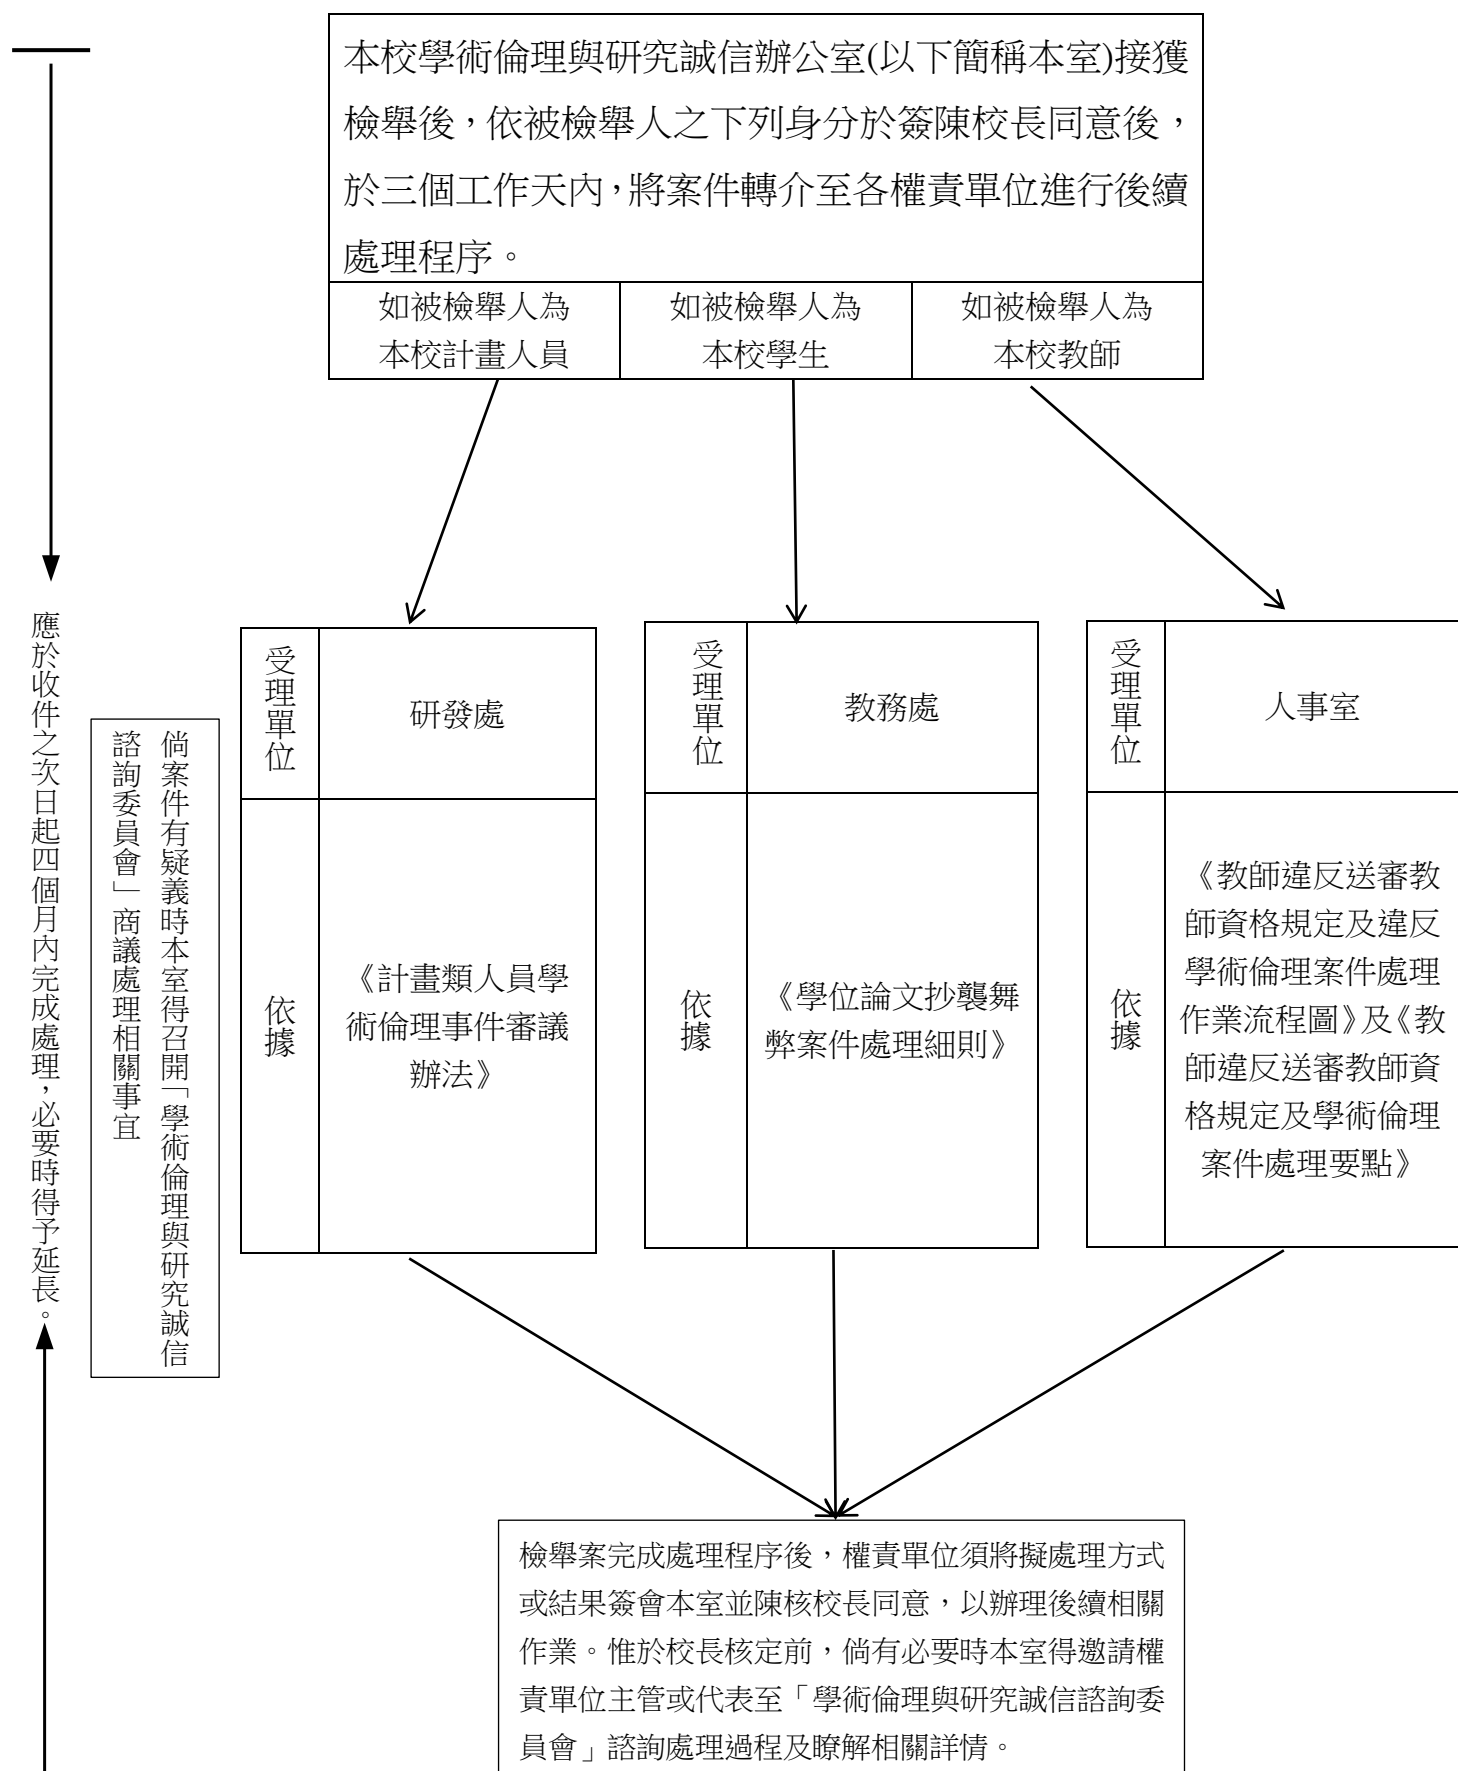 本校學術倫理與研究誠信辦公室(以下簡稱本室)接獲
檢舉後，依被檢舉人之下列身分於簽陳校長同意後，
於三個工作天內，將案件轉介至各權責單位進行後續
處理程序。
如被檢舉人為
本校計畫人員
如被檢舉人為
本校學生
如被檢舉人為
本校教師
應於收件之次日起四個月內完成處理，必要時得予延長。
倘案件有疑義時本室得召開「學術倫理與研究誠信
諮詢委員會」商議處理相關事宜
受理單位
研發處
依據
《計畫類人員學
術倫理事件審議
辦法》
受理單位
教務處
依據
《學位論文抄襲舞
弊案件處理細則》
受理單位
人事室
依據
《教師違反送審教
師資格規定及違反
學術倫理案件處理
作業流程圖》及《教
師違反送審教師資
格規定及學術倫理
案件處理要點》
檢舉案完成處理程序後，權責單位須將擬處理方式
或結果簽會本室並陳核校長同意，以辦理後續相關
作業。惟於校長核定前，倘有必要時本室得邀請權
責單位主管或代表至「學術倫理與研究誠信諮詢委
員會」諮詢處理過程及瞭解相關詳情。